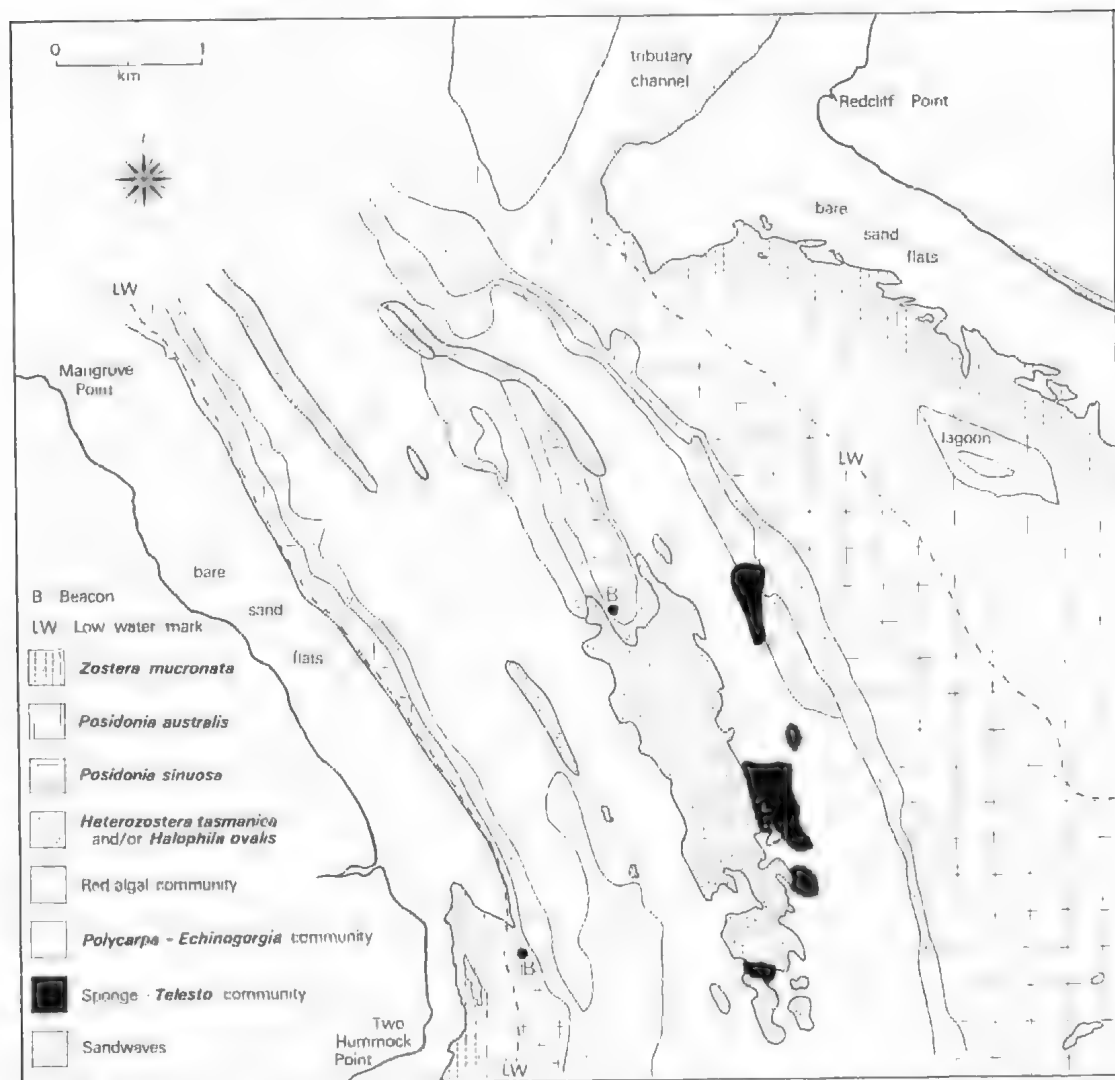 0 1
km
tributary
channel
Redcliff Point
bare
sand
flats
LW
Mangrove
Point
lagoon
LW
bare
sand
flats
B
B Beacon
LW Low water mark
Zostera mucronata
Posidonia australis
Posidonia sinuosa
Heterozostera tasmanica
and/or Halophila ovalis
Red algal community
Polycarpa - Echinogorgia community
Sponge - Telesto community
Sandwaves
B
Two
Hummock
Point
LW